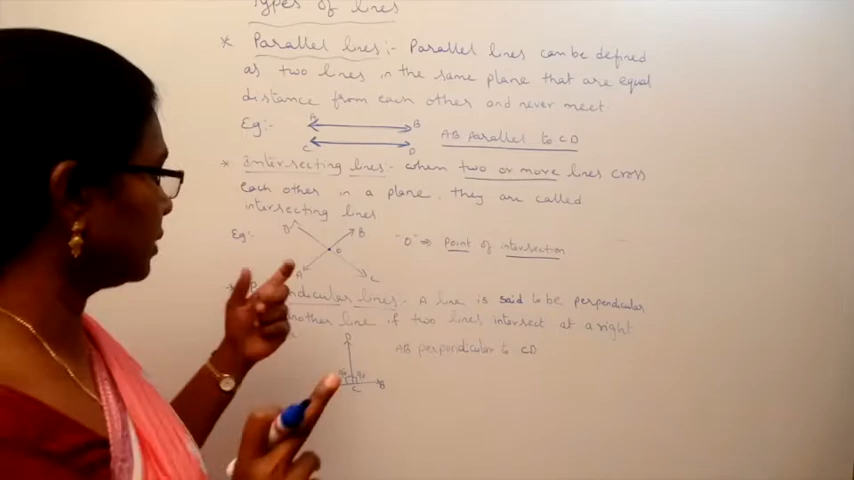 Types of lines
* Parallel lines :- Parallel lines can be defined
as two lines in the same plane that are equal
distance from each other and never meet.
Eg:- A B AB parallel to CD
C D
* Intersecting lines:- when two or more lines cross
each other in a plane. they are called
intersecting lines
Eg:- D B "O" ⇒ Point of intersection
O
A C
* lines :- A line is said to be perpendicular
another line if two lines intersect at a right
D AB perpendicular to CD
90 90
C B